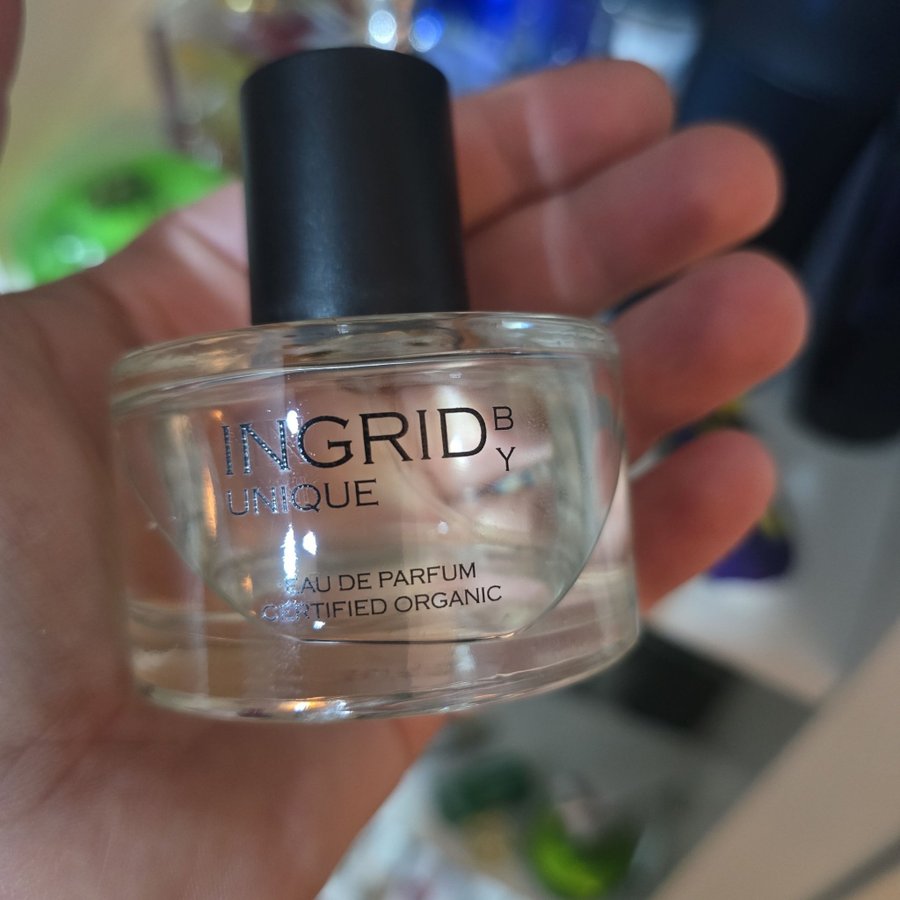 INGRID BY
UNIQUE
EAU DE PARFUM
CERTIFIED ORGANIC